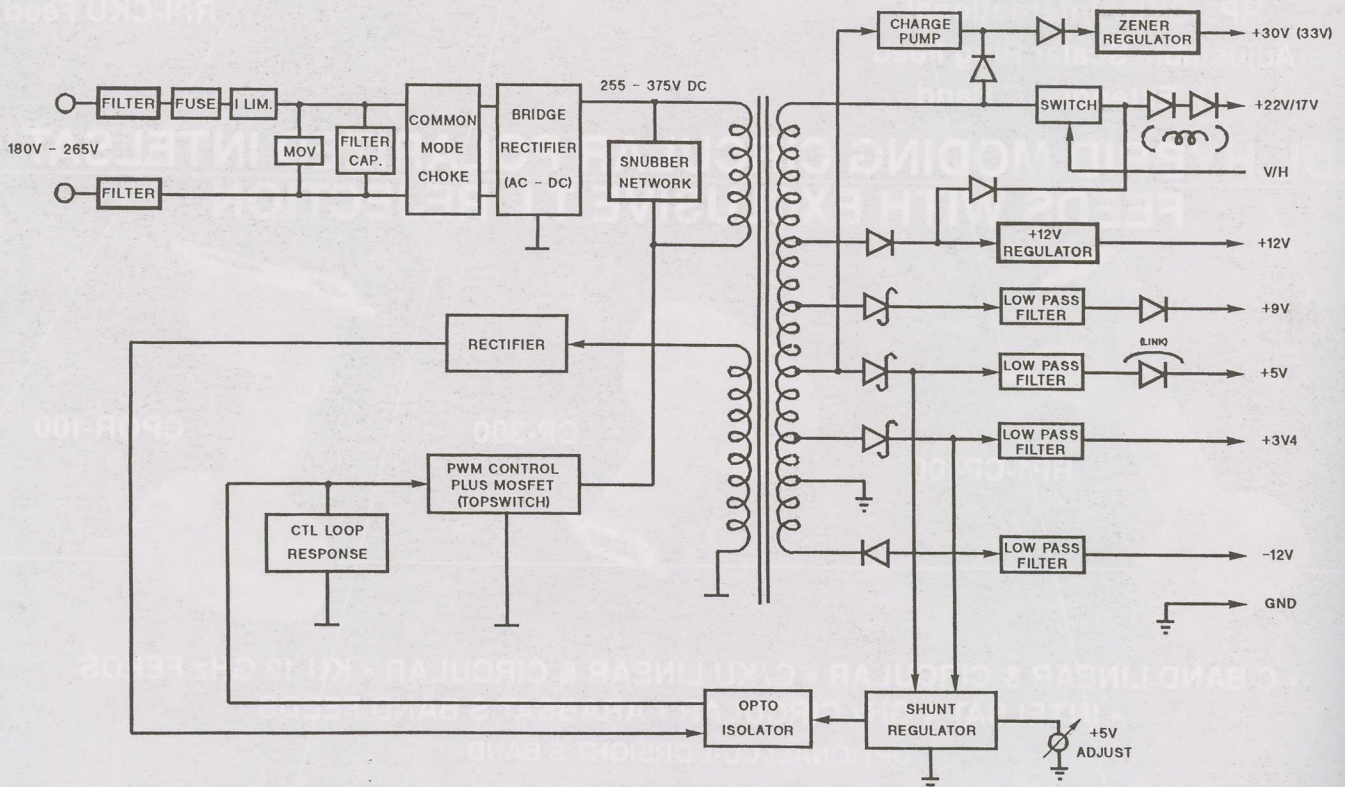 CHARGE
PUMP
ZENER
REGULATOR
+30V (33V)
FILTER
FUSE
I LIM.
180V - 265V
FILTER
MOV
FILTER
CAP.
COMMON
MODE
CHOKE
BRIDGE
RECTIFIER
(AC - DC)
255 - 375V DC
SNUBBER
NETWORK
SWITCH
+22V/17V
V/H
+12V
REGULATOR
+12V
LOW PASS
FILTER
+9V
RECTIFIER
LOW PASS
FILTER
(LINK)
+5V
LOW PASS
FILTER
+3V4
PWM CONTROL
PLUS MOSFET
(TOPSWITCH)
CTL LOOP
RESPONSE
LOW PASS
FILTER
-12V
GND
OPTO
ISOLATOR
SHUNT
REGULATOR
+5V
ADJUST